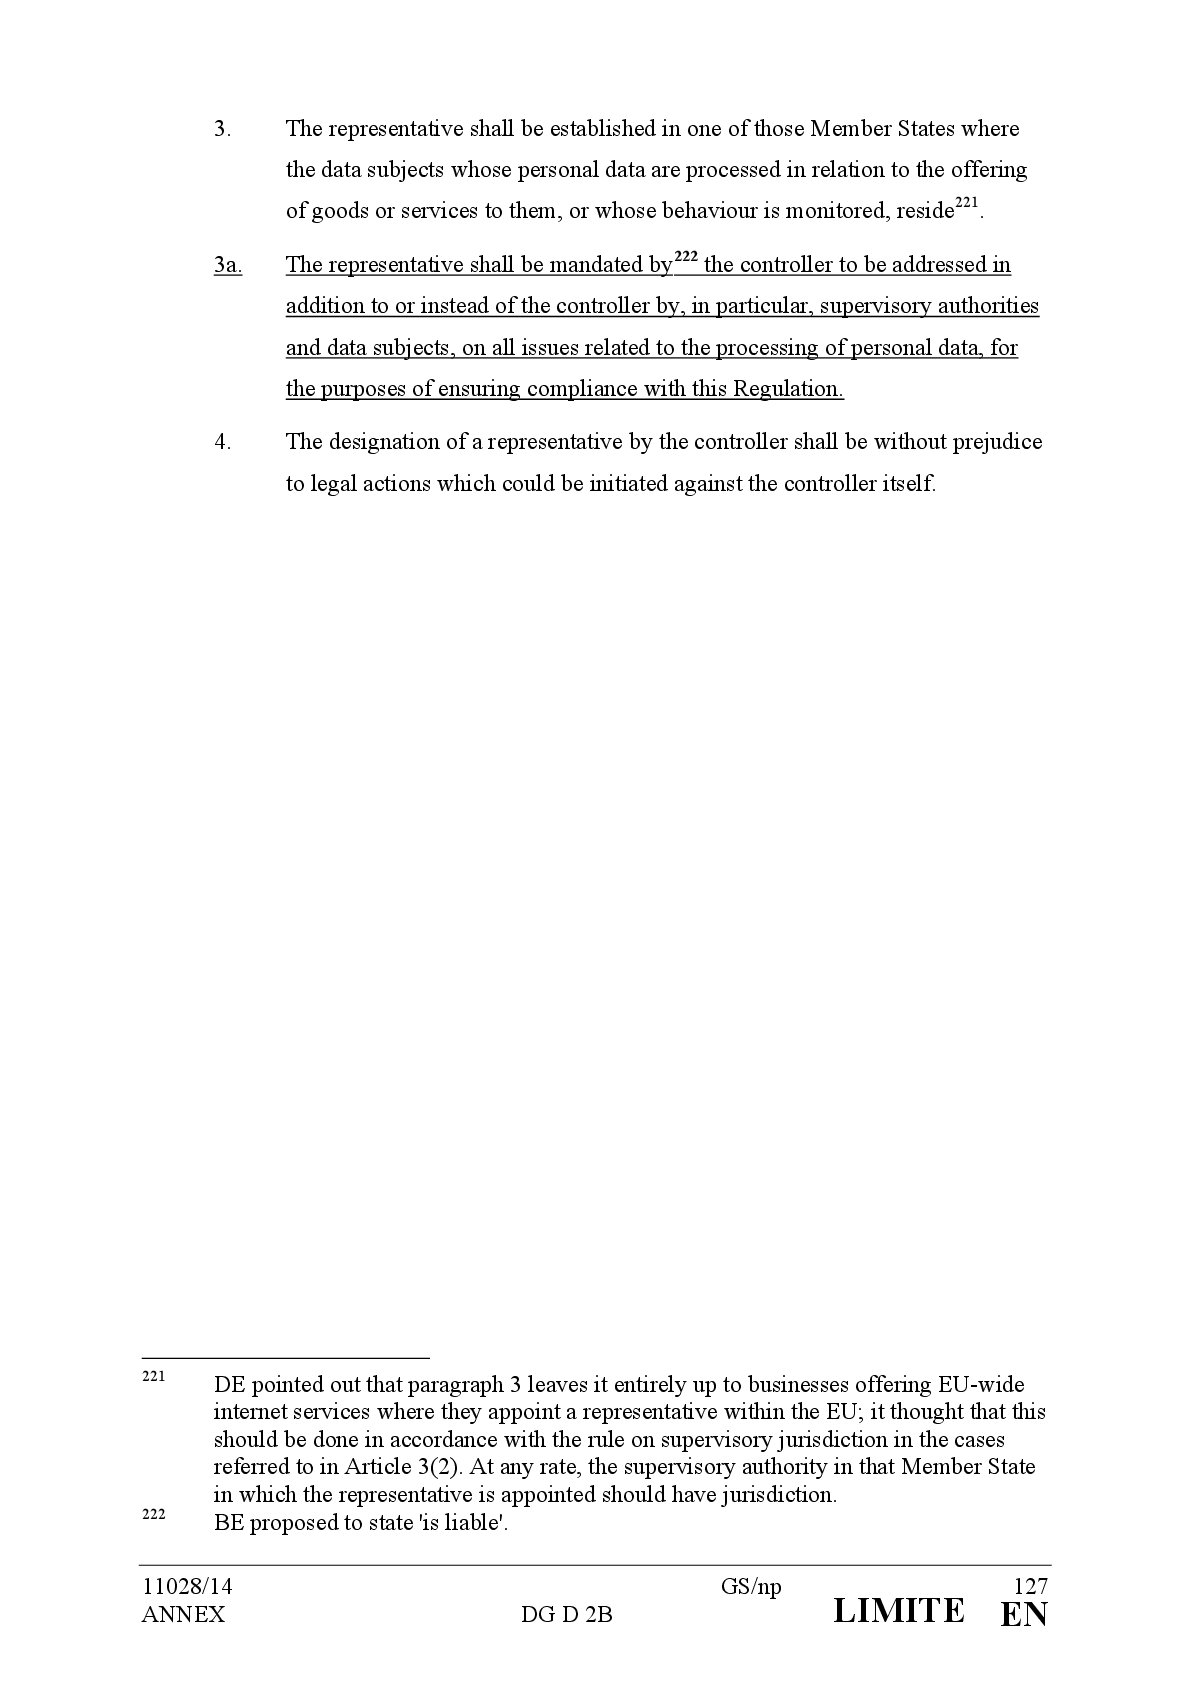 3. The representative shall be established in one of those Member States where
the data subjects whose personal data are processed in relation to the offering
of goods or services to them, or whose behaviour is monitored, reside221.
3a. The representative shall be mandated by222 the controller to be addressed in
addition to or instead of the controller by, in particular, supervisory authorities
and data subjects, on all issues related to the processing of personal data, for
the purposes of ensuring compliance with this Regulation.
4. The designation of a representative by the controller shall be without prejudice
to legal actions which could be initiated against the controller itself.
221 DE pointed out that paragraph 3 leaves it entirely up to businesses offering EU-wide
internet services where they appoint a representative within the EU; it thought that this
should be done in accordance with the rule on supervisory jurisdiction in the cases
referred to in Article 3(2). At any rate, the supervisory authority in that Member State
in which the representative is appointed should have jurisdiction.
222 BE proposed to state 'is liable'.
11028/14 GS/np 127
ANNEX DG D 2B LIMITE EN